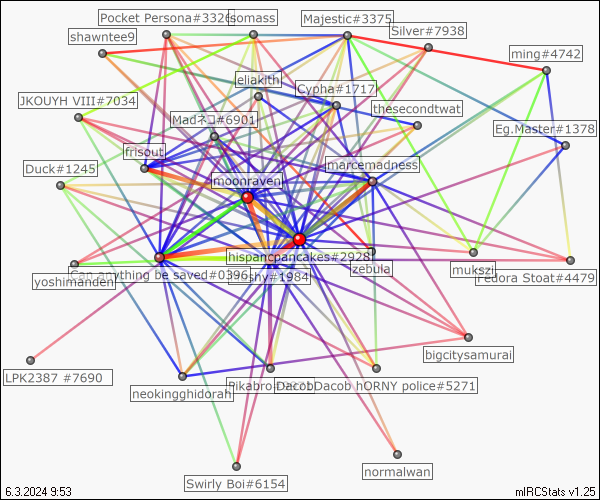 Pocket Persona#3326
somass
Majestic#3375
Silver#7938
shawntee9
ming#4742
eliakith
Cypha#1717
JKOUYH VIII#7034
thesecondtwat
Madネコ#6901
Eg.Master#1378
frisout
Duck#1245
marcemadness
moonraven
hispancpancakes#2928
zebula
mukszi
Fedora Stoat#4479
yoshimanden
Can anything be saved#0396
shy#1984
bigcitysamurai
LPK2387 #7690
neokingghidorah
Pikabro
DacobDacob hORNY police#5271
Swirly Boi#6154
normalwan
6.3.2024 9:53
mIRCStats v1.25